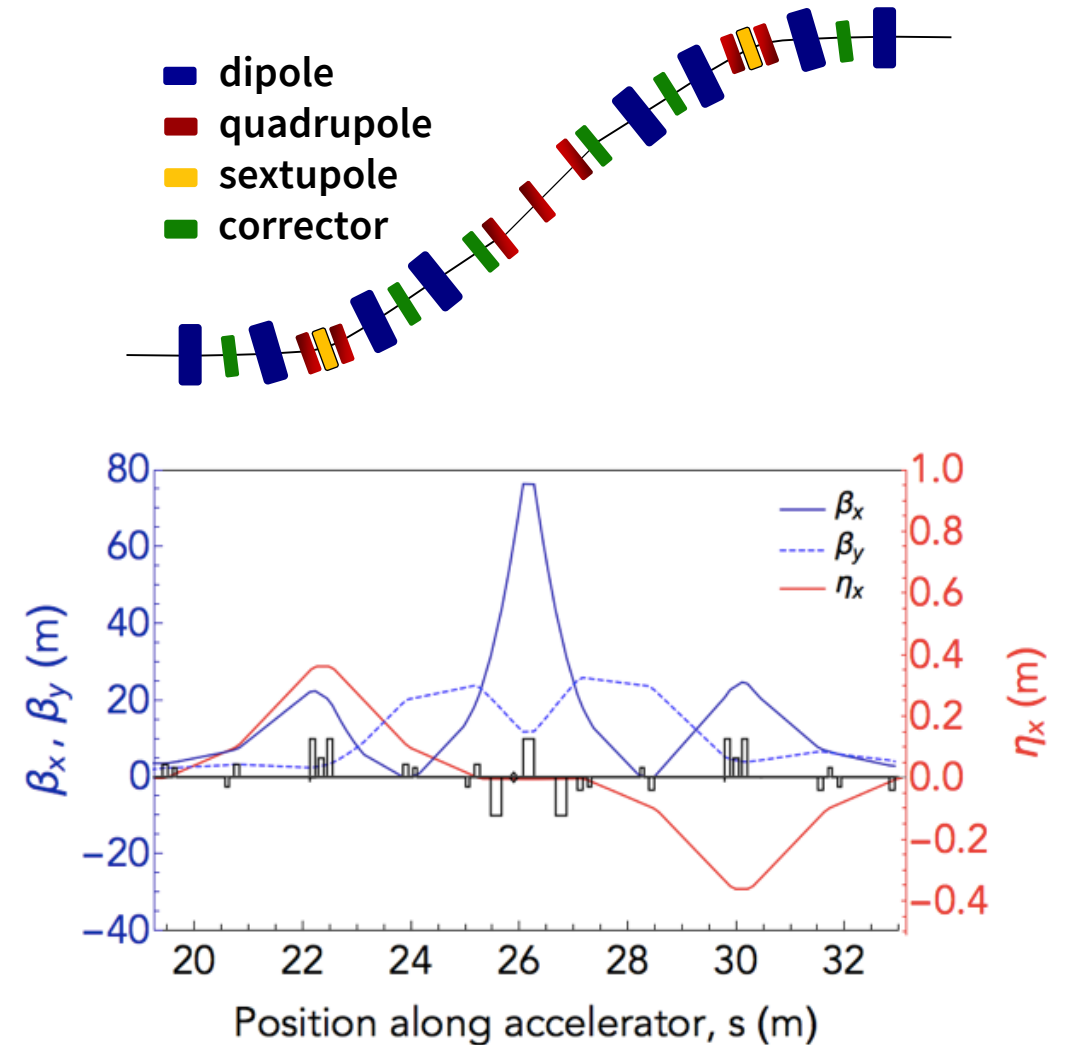 dipole
quadrupole
sextupole
corrector
80
60
40
20
0
−20
−40
βx , βy (m)
1.0
0.8
0.6
0.4
0.2
0.0
−0.2
−0.4
ηx (m)
βx
βy
ηx
20 22 24 26 28 30 32
Position along accelerator, s (m)